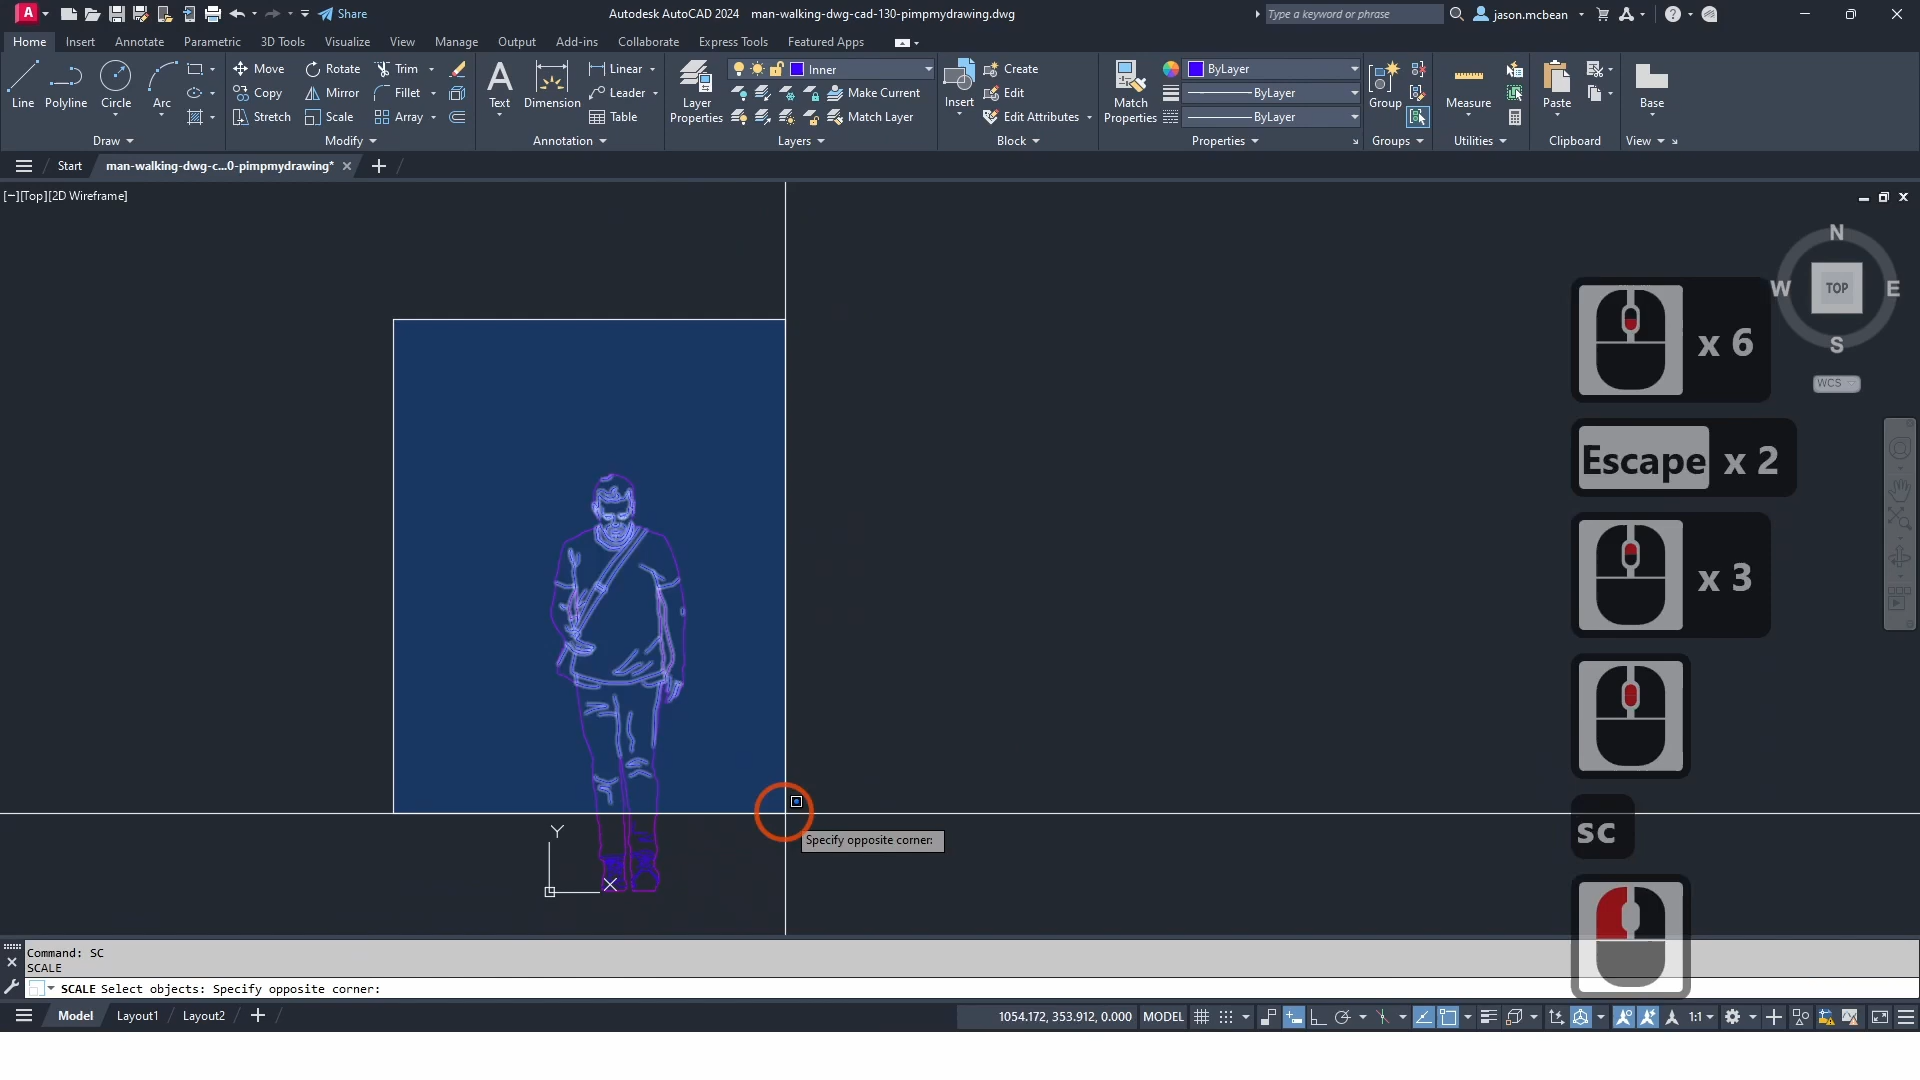 A Share Autodesk AutoCAD 2024 man-walking-dwg-cad-130-pimpmydrawing.dwg Type a keyword or phrase jason.mcbean
Home Insert Annotate Parametric 3D Tools Visualize View Manage Output Add-ins Collaborate Express Tools Featured Apps
Line Polyline Circle Arc
Move Rotate Trim
Copy Mirror Fillet
Stretch Scale Array
Text Dimension
Linear
Leader
Table
Layer Properties
Inner
Make Current
Match Layer
Insert
Create
Edit
Edit Attributes
Match Properties
ByLayer
ByLayer
ByLayer
Group
Measure
Paste
Base
Draw Modify Annotation Layers Block Properties Groups Utilities Clipboard View
Start man-walking-dwg-c...0-pimpmydrawing*
[−][Top][2D Wireframe]
N
W TOP E
S
WCS
x 6
Escape x 2
x 3
sc
Y
X
Specify opposite corner:
Command: SC
SCALE
SCALE Select objects: Specify opposite corner:
Model Layout1 Layout2 1054.172, 353.912, 0.000 MODEL 1:1